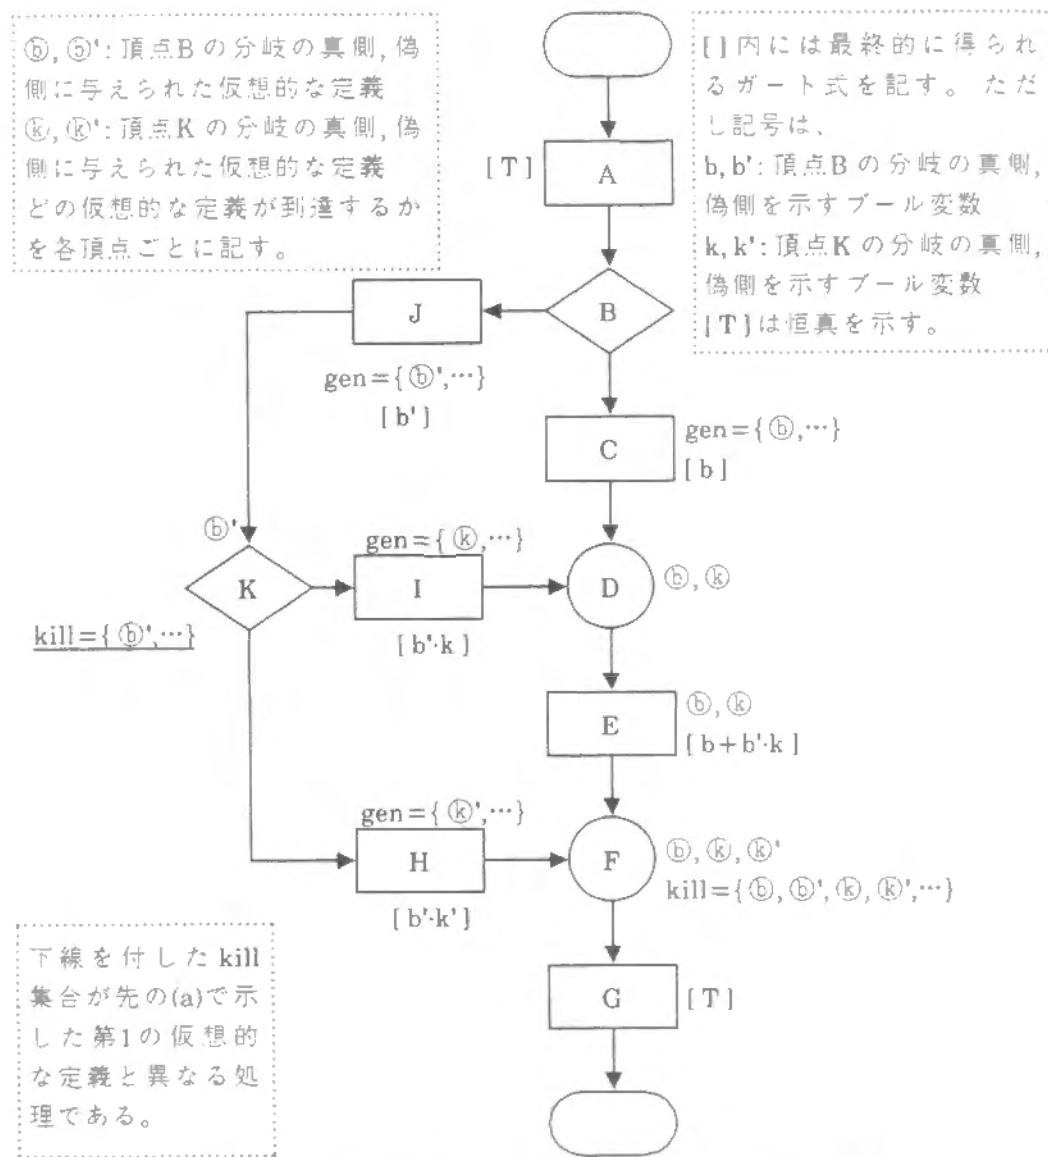 ⓑ, ⓑ': 頂点Bの分岐の真側, 偽
側に与えられた仮想的な定義
ⓚ, ⓚ': 頂点Kの分岐の真側, 偽
側に与えられた仮想的な定義
どの仮想的な定義が到達するか
を各頂点ごとに記す。
[ ]内には最終的に得られ
るガート式を記す。ただ
し記号は、
b, b': 頂点Bの分岐の真側,
偽側を示すブール変数
k, k': 頂点Kの分岐の真側,
偽側を示すブール変数
[T]は恒真を示す。
[T]
A
J
B
gen={ⓑ',…}
[b']
C
gen={ⓑ,…}
[b]
ⓑ'
K
kill={ⓑ',…}
gen={ⓚ,…}
I
[b'·k]
D
ⓑ, ⓚ
E
ⓑ, ⓚ
[b+b'·k]
gen={ⓚ',…}
H
[b'·k']
F
ⓑ, ⓚ, ⓚ'
kill={ⓑ, ⓑ', ⓚ, ⓚ',…}
G
[T]
下線を付したkill
集合が先の(a)で示
した第1の仮想的
な定義と異なる処
理である。